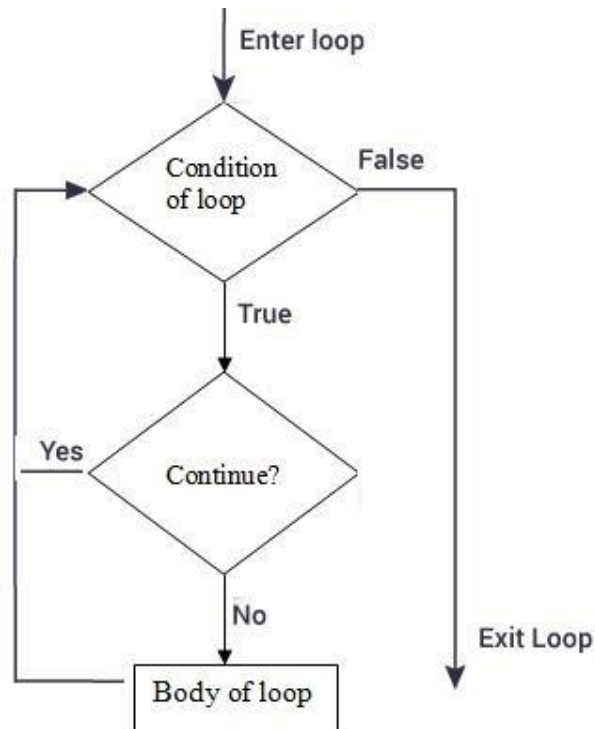 Enter loop
Condition
of loop
False
True
Yes
Continue?
No
Exit Loop
Body of loop